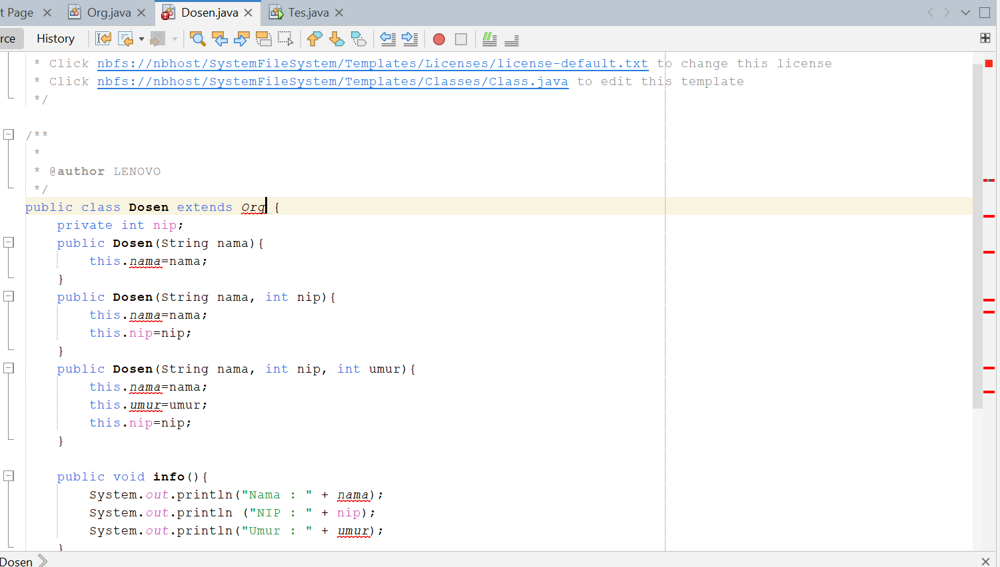 t Page
Org.java
Dosen.java
Tes.java
rce
History
* Click nbfs://nbhost/SystemFileSystem/Templates/Licenses/license-default.txt to change this license
* Click nbfs://nbhost/SystemFileSystem/Templates/Classes/Class.java to edit this template
*/
/**
*
* @author LENOVO
*/
public class Dosen extends Org {
private int nip;
public Dosen(String nama){
this.nama=nama;
}
public Dosen(String nama, int nip){
this.nama=nama;
this.nip=nip;
}
public Dosen(String nama, int nip, int umur){
this.nama=nama;
this.umur=umur;
this.nip=nip;
}
public void info(){
System.out.println("Nama : " + nama);
System.out.println ("NIP : " + nip);
System.out.println("Umur : " + umur);
}
Dosen